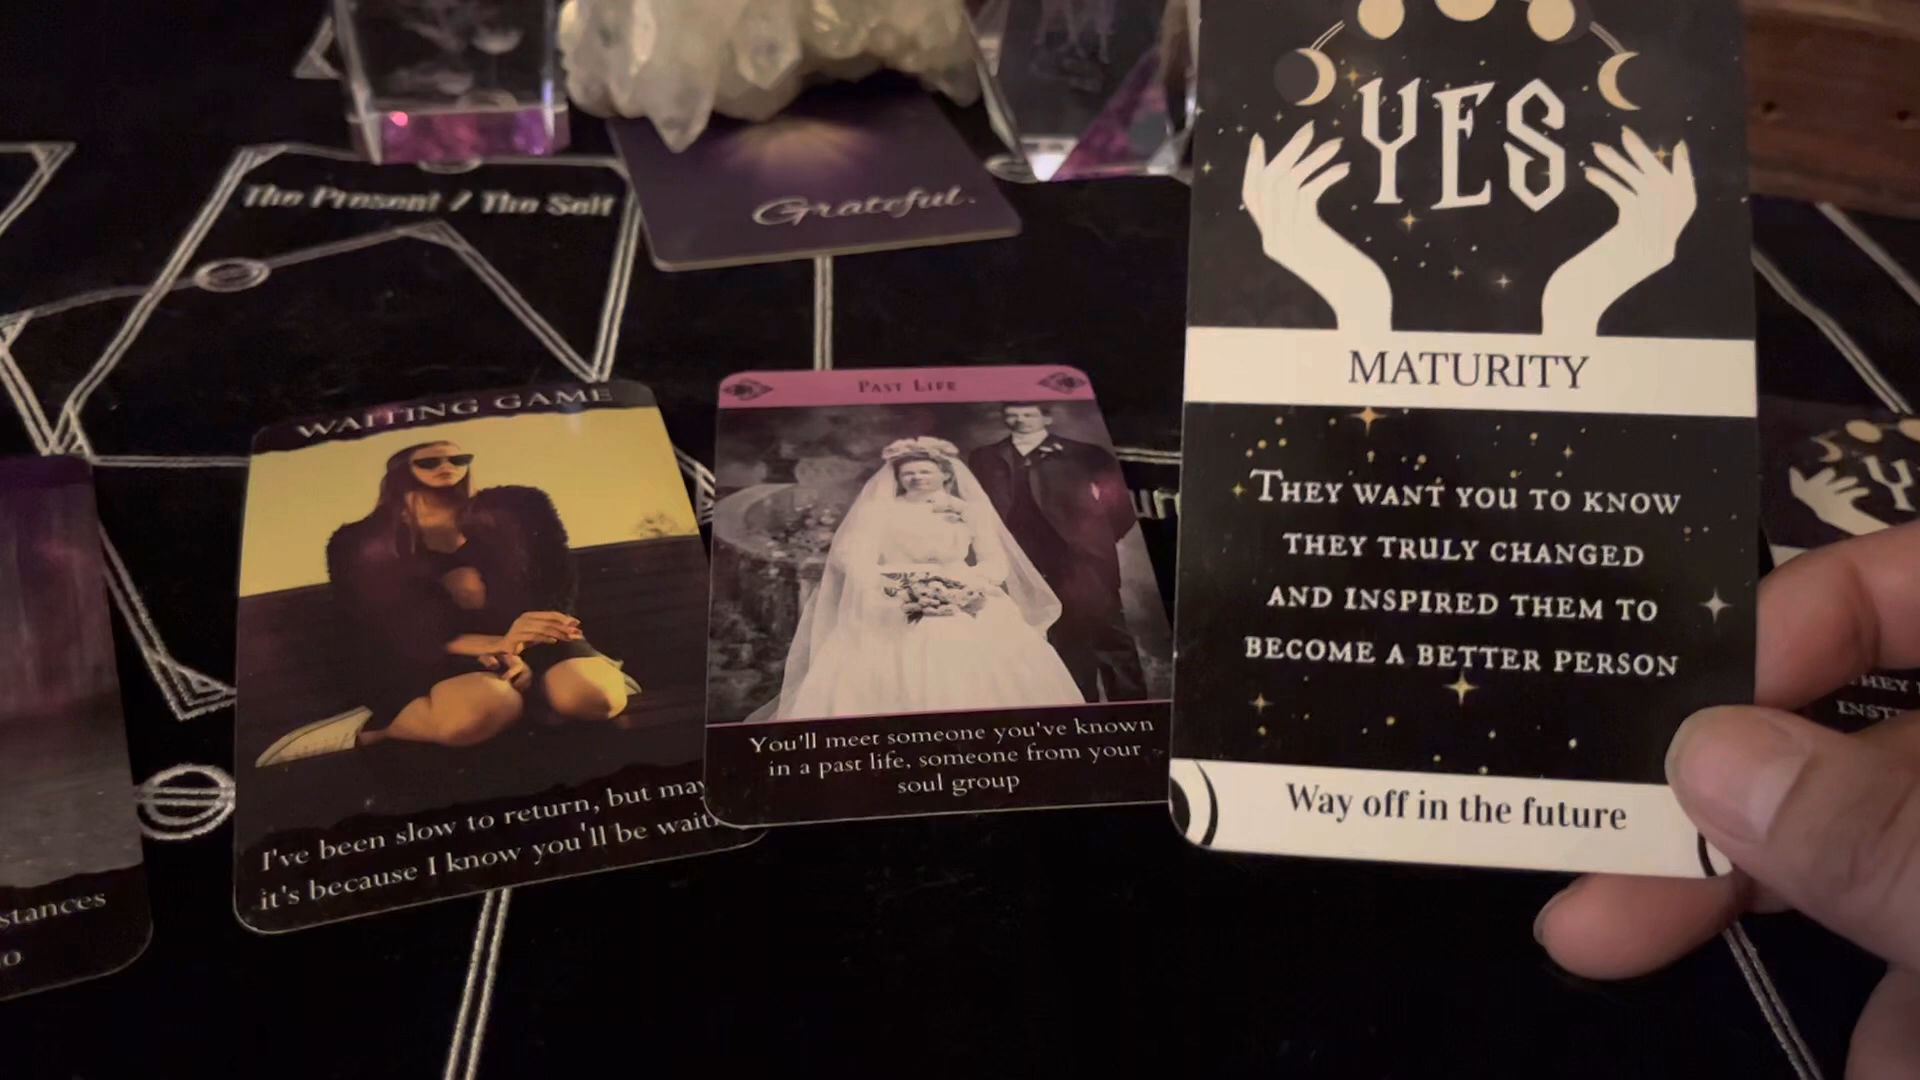 The Present / The Self
Grateful.
WAITING GAME
I've been slow to return, but
it's because I know you'll be
PAST LIFE
You'll meet someone you've known
in a past life, someone from your
soul group
YES
MATURITY
THEY WANT YOU TO KNOW
THEY TRULY CHANGED
AND INSPIRED THEM TO
BECOME A BETTER PERSON
Way off in the future